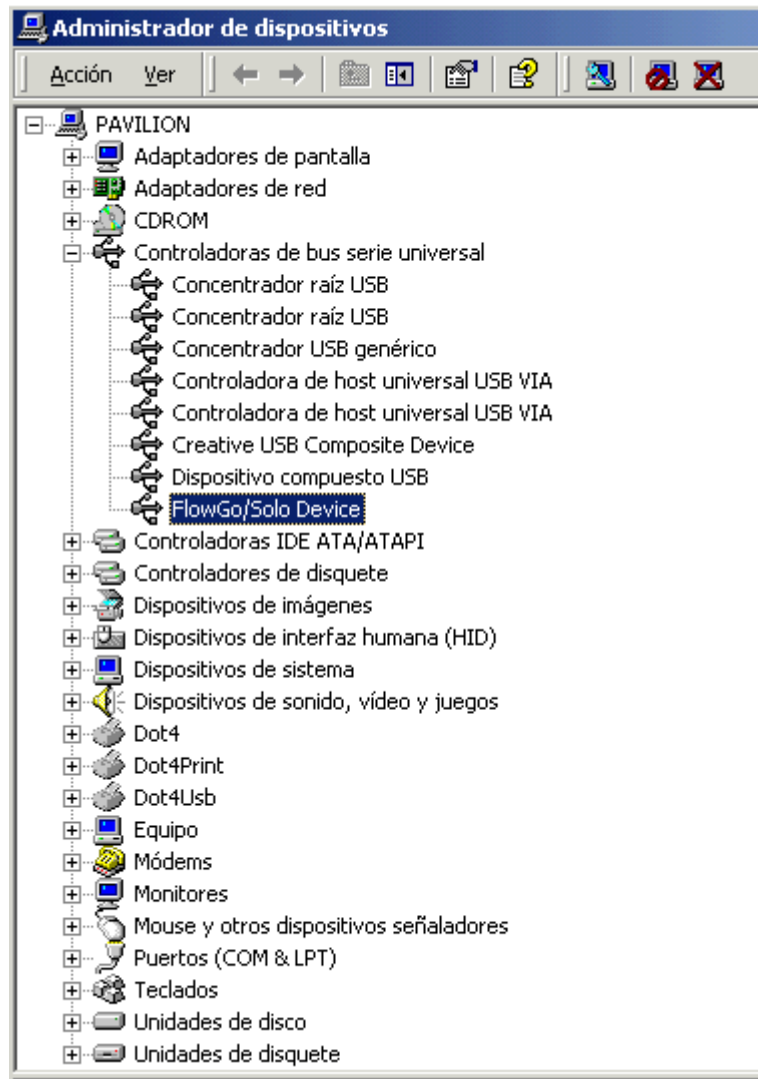 Administrador de dispositivos
Acción Ver
PAVILION
Adaptadores de pantalla
Adaptadores de red
CDROM
Controladoras de bus serie universal
Concentrador raíz USB
Concentrador raíz USB
Concentrador USB genérico
Controladora de host universal USB VIA
Controladora de host universal USB VIA
Creative USB Composite Device
Dispositivo compuesto USB
FlowGo/Solo Device
Controladoras IDE ATA/ATAPI
Controladores de disquete
Dispositivos de imágenes
Dispositivos de interfaz humana (HID)
Dispositivos de sistema
Dispositivos de sonido, vídeo y juegos
Dot4
Dot4Print
Dot4Usb
Equipo
Módems
Monitores
Mouse y otros dispositivos señaladores
Puertos (COM & LPT)
Teclados
Unidades de disco
Unidades de disquete